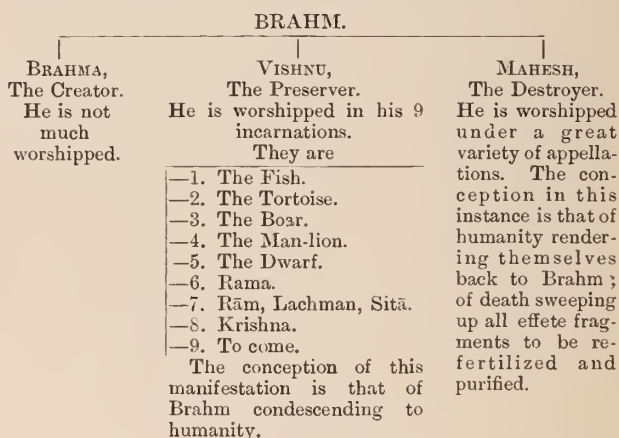 BRAHM.
BRAHMA,
The Creator.
He is not
much
worshipped.
VISHNU,
The Preserver.
He is worshipped in his 9
incarnations.
They are
—1. The Fish.
—2. The Tortoise.
—3. The Boar.
—4. The Man-lion.
—5. The Dwarf.
—6. Rama.
—7. Rām, Lachman, Sitā.
—8. Krishna.
—9. To come.
The conception of this
manifestation is that of
Brahm condescending to
humanity.
MAHESH,
The Destroyer.
He is worshipped
under a great
variety of appella-
tions. The con-
ception in this
instance is that of
humanity render-
ing themselves
back to Brahm;
of death sweeping
up all effete frag-
ments to be re-
fertilized and
purified.